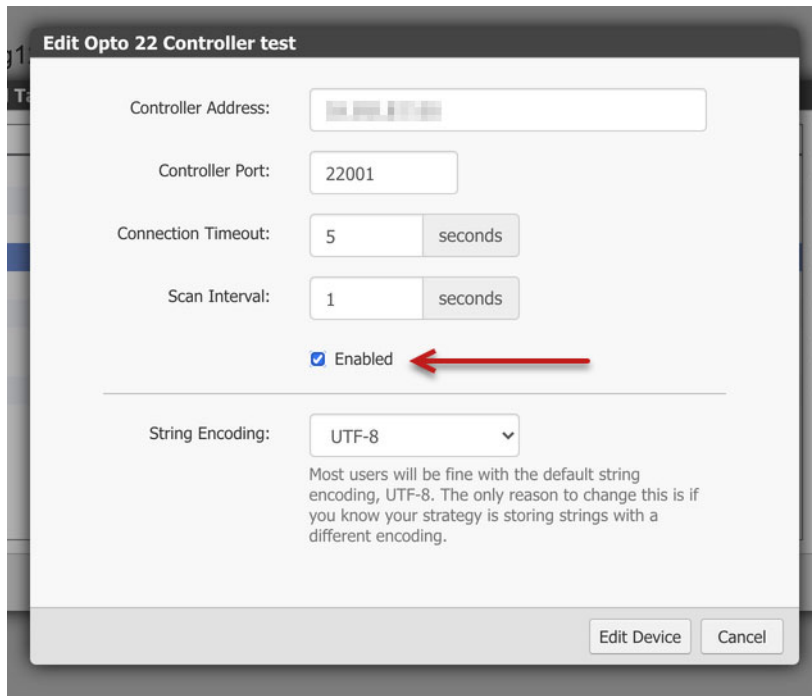 Edit Opto 22 Controller test
Controller Address:
Controller Port: 22001
Connection Timeout: 5 seconds
Scan Interval: 1 seconds
Enabled
String Encoding: UTF-8
Most users will be fine with the default string
encoding, UTF-8. The only reason to change this is if
you know your strategy is storing strings with a
different encoding.
Edit Device Cancel